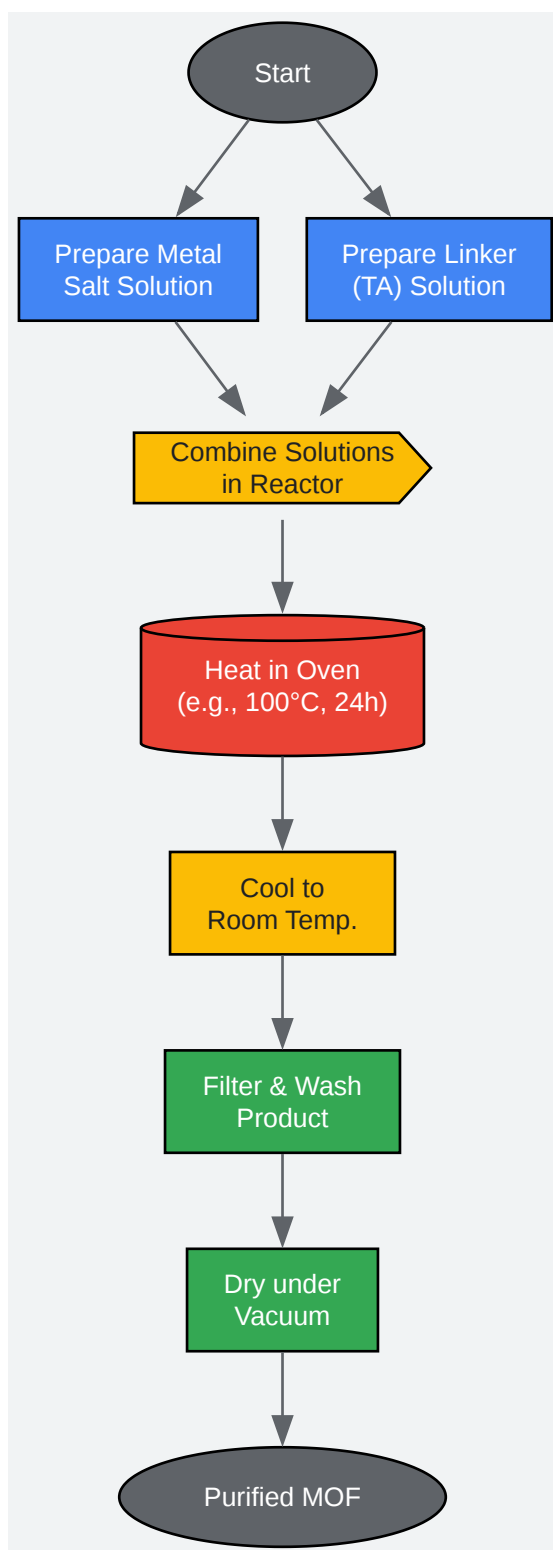 Start
Prepare Metal
Salt Solution
Prepare Linker
(TA) Solution
Combine Solutions
in Reactor
Heat in Oven
(e.g., 100°C, 24h)
Cool to
Room Temp.
Filter & Wash
Product
Dry under
Vacuum
Purified MOF